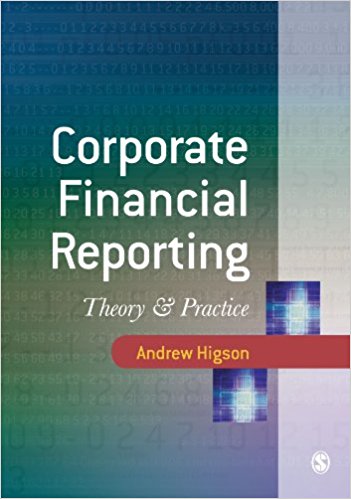 Corporate
Financial
Reporting
Theory & Practice
Andrew Higson